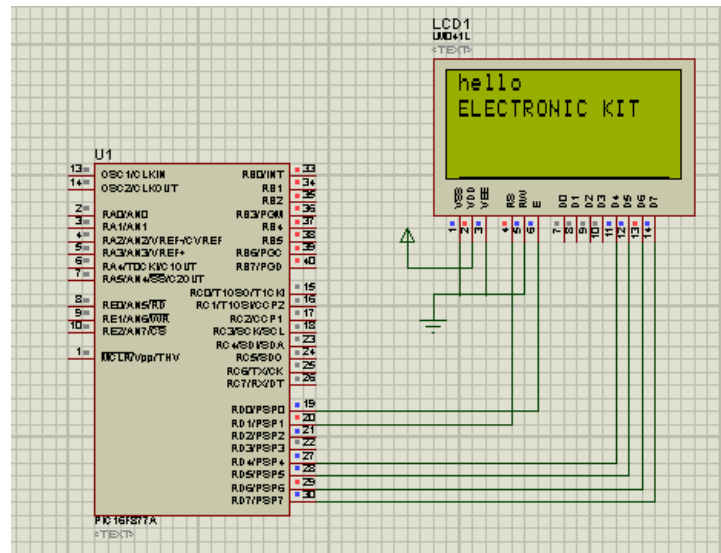 LCD1
LM041L
<TEXT>
hello
ELECTRONIC KIT
VSS VDD VEE RS RW E D0 D1 D2 D3 D4 D5 D6 D7
1 2 3 4 5 6 7 8 9 10 11 12 13 14
U1
13 OSC1/CLKIN
14 OSC2/CLKOUT
2 RA0/AN0
3 RA1/AN1
4 RA2/AN2/VREF-/CVREF
5 RA3/AN3/VREF+
6 RA4/T0CKI/C1OUT
7 RA5/AN4/SS/C2OUT
8 RE0/AN5/RD
9 RE1/AN6/WR
10 RE2/AN7/CS
1 MCLR/Vpp/THV
RB0/INT 33
RB1 34
RB2 35
RB3/PGM 36
RB4 37
RB5 38
RB6/PGC 39
RB7/PGD 40
RC0/T1OSO/T1CKI 15
RC1/T1OSI/CCP2 16
RC2/CCP1 17
RC3/SCK/SCL 18
RC4/SDI/SDA 23
RC5/SDO 24
RC6/TX/CK 25
RC7/RX/DT 26
RD0/PSP0 19
RD1/PSP1 20
RD2/PSP2 21
RD3/PSP3 22
RD4/PSP4 27
RD5/PSP5 28
RD6/PSP6 29
RD7/PSP7 30
PIC16F877A
<TEXT>